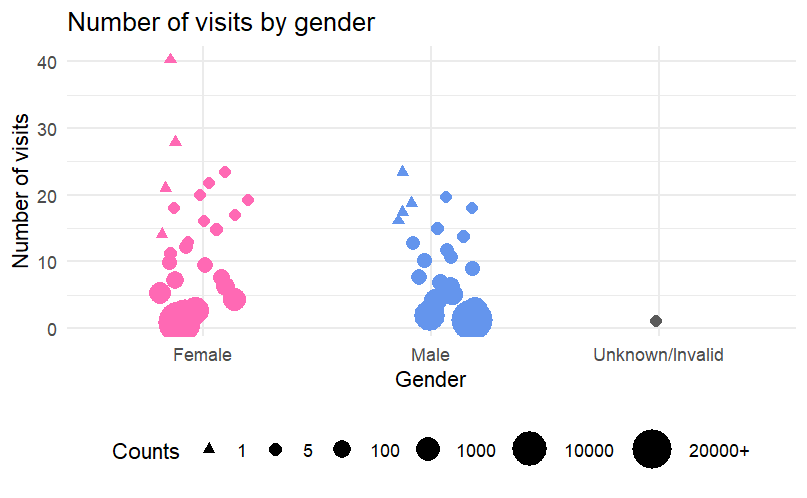 Number of visits by gender
Number of visits
40
30
20
10
0
Female Male Unknown/Invalid
Gender
Counts 1 5 100 1000 10000 20000+